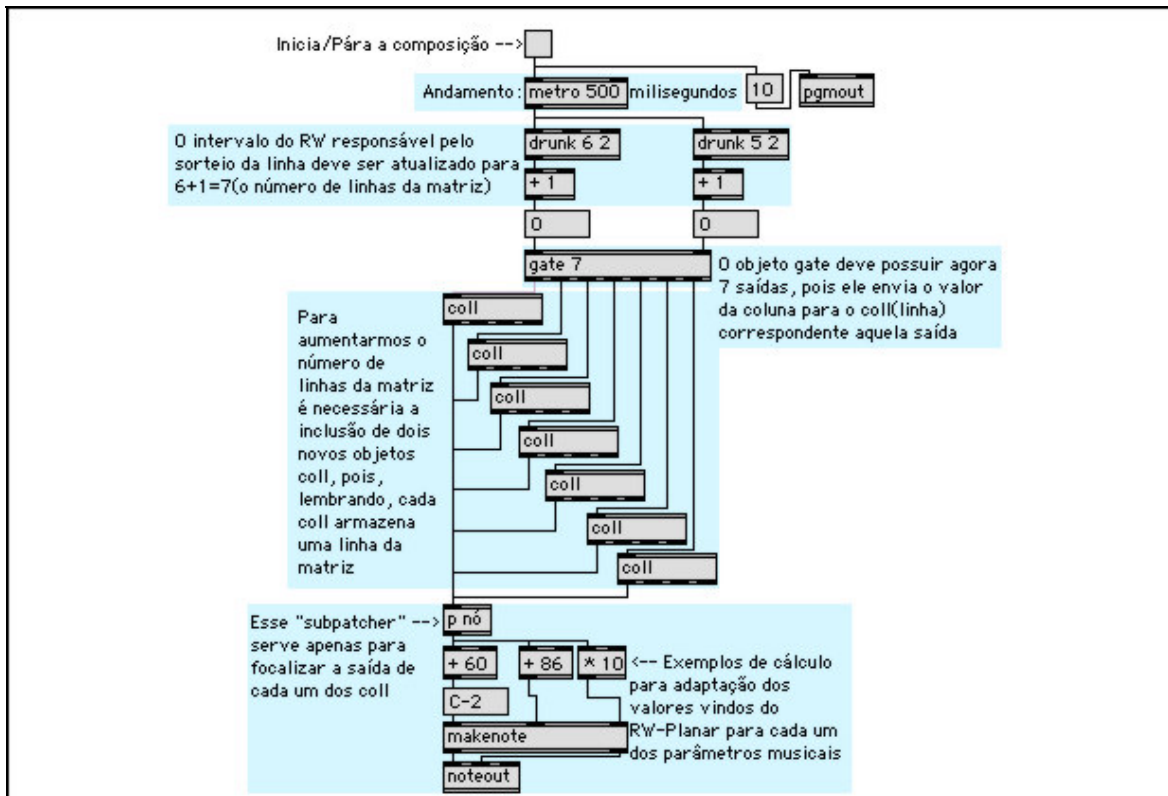 Inicia/Pára a composição -->
Andamento:
metro 500
milisegundos
10
pgmout
O intervalo do RW responsável pelo
sorteio da linha deve ser atualizado para
6+1=7(o número de linhas da matriz)
drunk 6 2
drunk 5 2
+ 1
+ 1
0
0
gate 7
O objeto gate deve possuir agora
7 saídas, pois ele envia o valor
da coluna para o coll(linha)
correspondente aquela saída
coll
coll
coll
coll
coll
coll
coll
Para
aumentarmos o
número de
linhas da matriz
é necessária a
inclusão de dois
novos objetos
coll, pois,
lembrando, cada
coll armazena
uma linha da
matriz
Esse "subpatcher" -->
serve apenas para
focalizar a saída de
cada um dos coll
p nó
+ 60
+ 86
* 10
<-- Exemplos de cálculo
para adaptação dos
valores vindos do
RW-Planar para cada um
dos parâmetros musicais
C-2
makenote
noteout